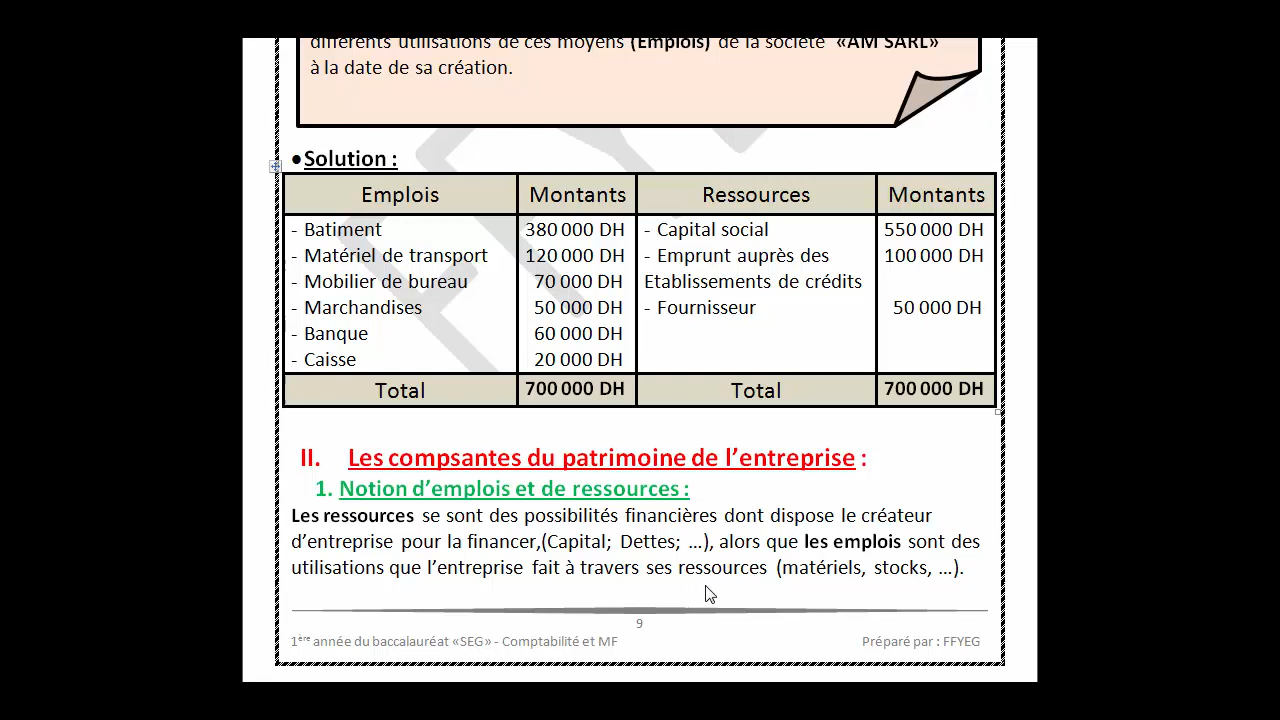 différents utilisations de ces moyens (Emplois) de la société «AM SARL»
à la date de sa création.
•Solution :
Emplois Montants Ressources Montants
- Batiment 380 000 DH - Capital social 550 000 DH
- Matériel de transport 120 000 DH - Emprunt auprès des 100 000 DH
- Mobilier de bureau 70 000 DH Etablissements de crédits
- Marchandises 50 000 DH - Fournisseur 50 000 DH
- Banque 60 000 DH
- Caisse 20 000 DH
Total 700 000 DH Total 700 000 DH
II. Les compsantes du patrimoine de l’entreprise :
1. Notion d’emplois et de ressources :
Les ressources se sont des possibilités financières dont dispose le créateur
d’entreprise pour la financer,(Capital; Dettes; …), alors que les emplois sont des
utilisations que l’entreprise fait à travers ses ressources (matériels, stocks, …).
9
1ère année du baccalauréat «SEG» - Comptabilité et MF Préparé par : FFYEG